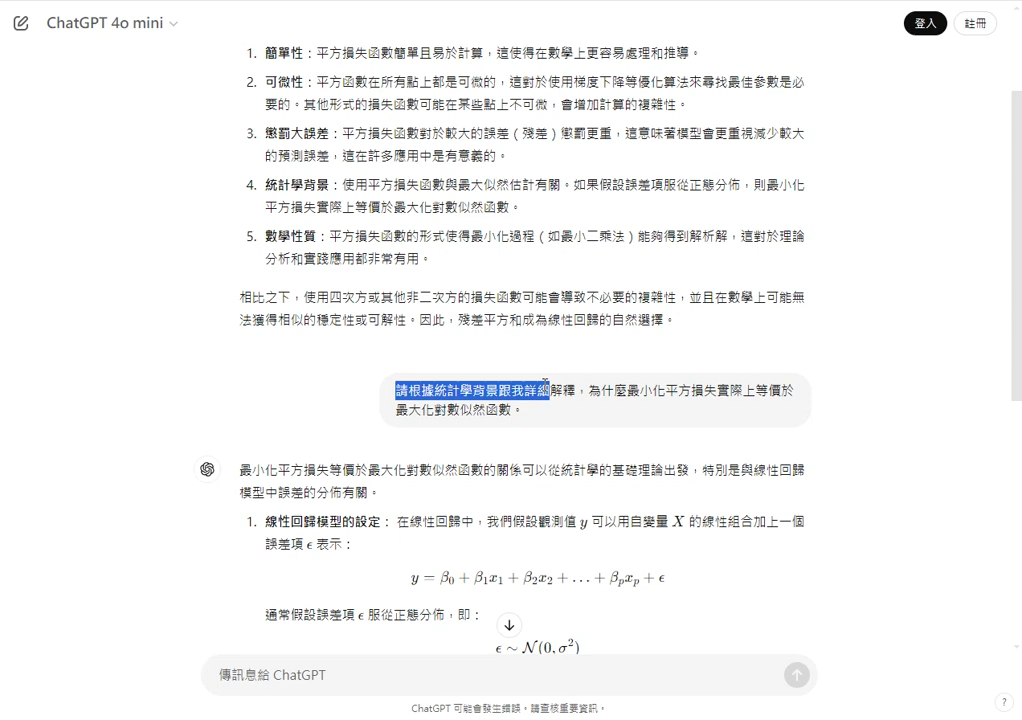 ChatGPT 4o mini
登入
註冊
1. 簡單性：平方損失函數簡單且易於計算，這使得在數學上更容易處理和推導。
2. 可微性：平方函數在所有點上都是可微的，這對於使用梯度下降等優化算法來尋找最佳參數是必
要的。其他形式的損失函數可能在某些點上不可微，會增加計算的複雜性。
3. 懲罰大誤差：平方損失函數對於較大的誤差（殘差）懲罰更重，這意味著模型會更重視減少較大
的預測誤差，這在許多應用中是有意義的。
4. 統計學背景：使用平方損失函數與最大似然估計有關。如果假設誤差項服從正態分佈，則最小化
平方損失實際上等價於最大化對數似然函數。
5. 數學性質：平方損失函數的形式使得最小化過程（如最小二乘法）能夠得到解析解，這對於理論
分析和實踐應用都非常有用。
相比之下，使用四次方或其他非二次方的損失函數可能會導致不必要的複雜性，並且在數學上可能無
法獲得相似的穩定性或可解性。因此，殘差平方和成為線性回歸的自然選擇。
請根據統計學背景跟我詳細解釋，為什麼最小化平方損失實際上等價於
最大化對數似然函數。
最小化平方損失等價於最大化對數似然函數的關係可以從統計學的基礎理論出發，特別是與線性回歸
模型中誤差的分佈有關。
1. 線性回歸模型的設定： 在線性回歸中，我們假設觀測值 y 可以用自變量 X 的線性組合加上一個
誤差項 ϵ 表示：
y = β₀ + β₁x₁ + β₂x₂ + … + βₚxₚ + ϵ
通常假設誤差項 ϵ 服從正態分佈，即：
ϵ ∼ N(0, σ²)
傳訊息給 ChatGPT
ChatGPT 可能會發生錯誤。請查核重要資訊。
?